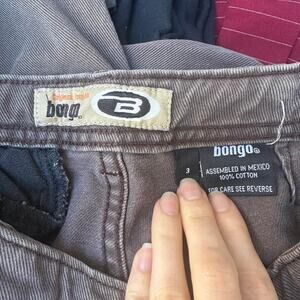 bongo®
B
bongo®
3
ASSEMBLED IN MEXICO
100% COTTON
FOR CARE SEE REVERSE